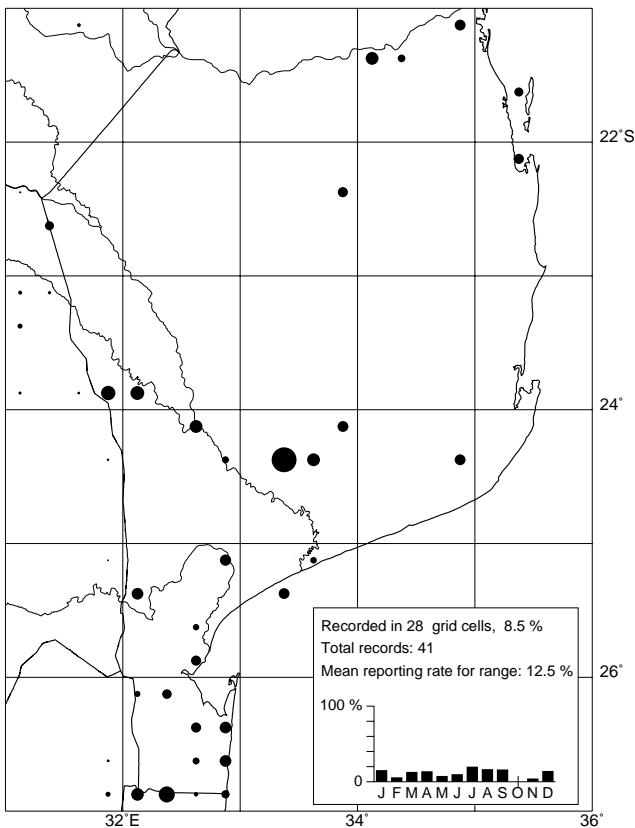 22°S
24°
26°
Recorded in 28 grid cells, 8.5 %
Total records: 41
Mean reporting rate for range: 12.5 %
100 %
0
J F M A M J J A S O N D
32°E 34° 36°